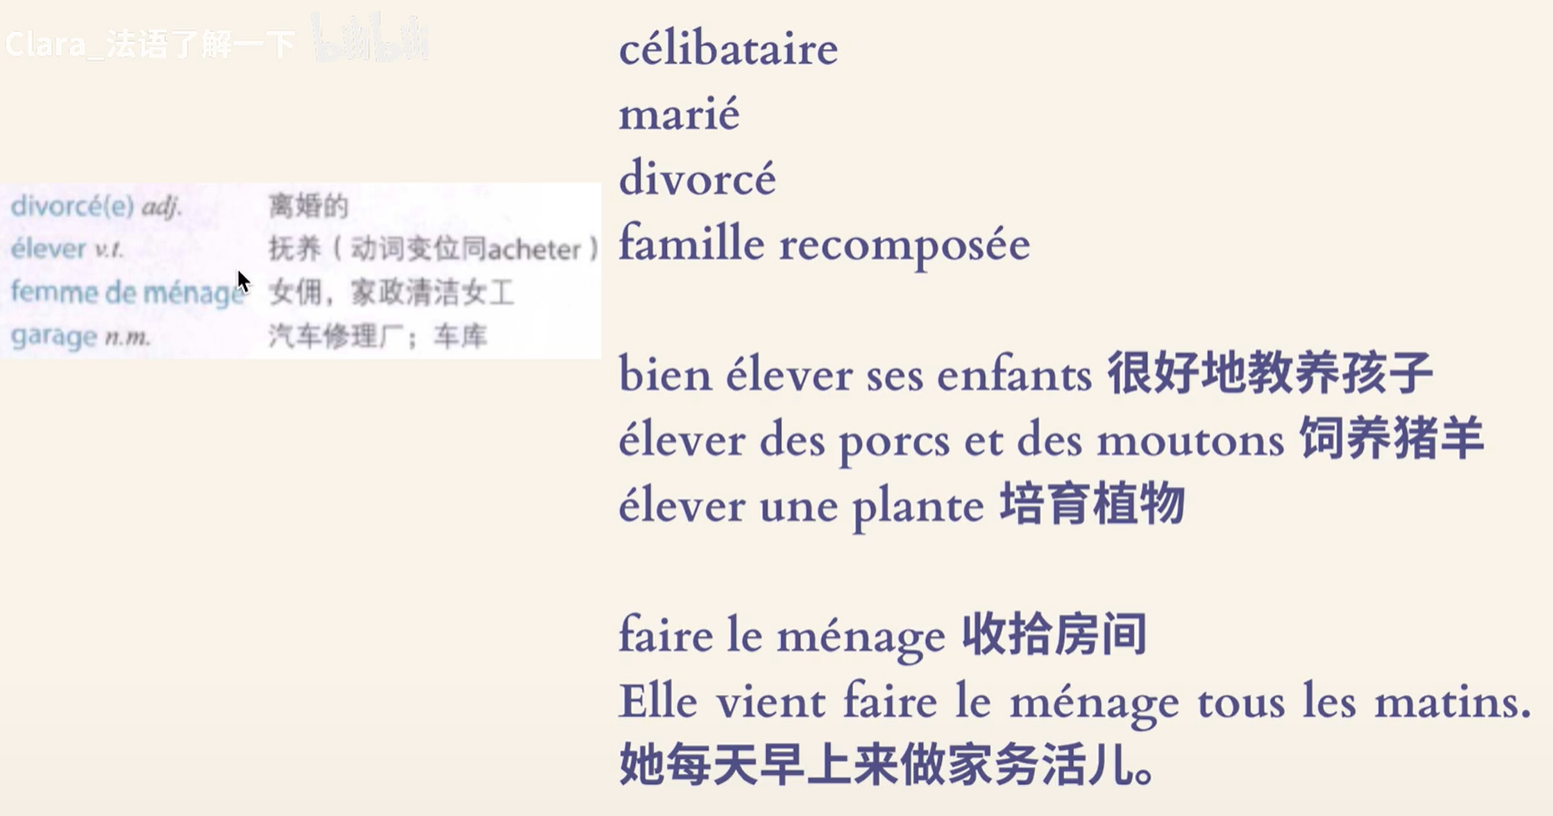 Clara_法语了解一下 bilibili
divorcé(e) adj. 离婚的
élever v.t. 抚养（动词变位同acheter）
femme de ménage 女佣，家政清洁女工
garage n.m. 汽车修理厂；车库
célibataire
marié
divorcé
famille recomposée
bien élever ses enfants 很好地教养孩子
élever des porcs et des moutons 饲养猪羊
élever une plante 培育植物
faire le ménage 收拾房间
Elle vient faire le ménage tous les matins.
她每天早上来做家务活儿。